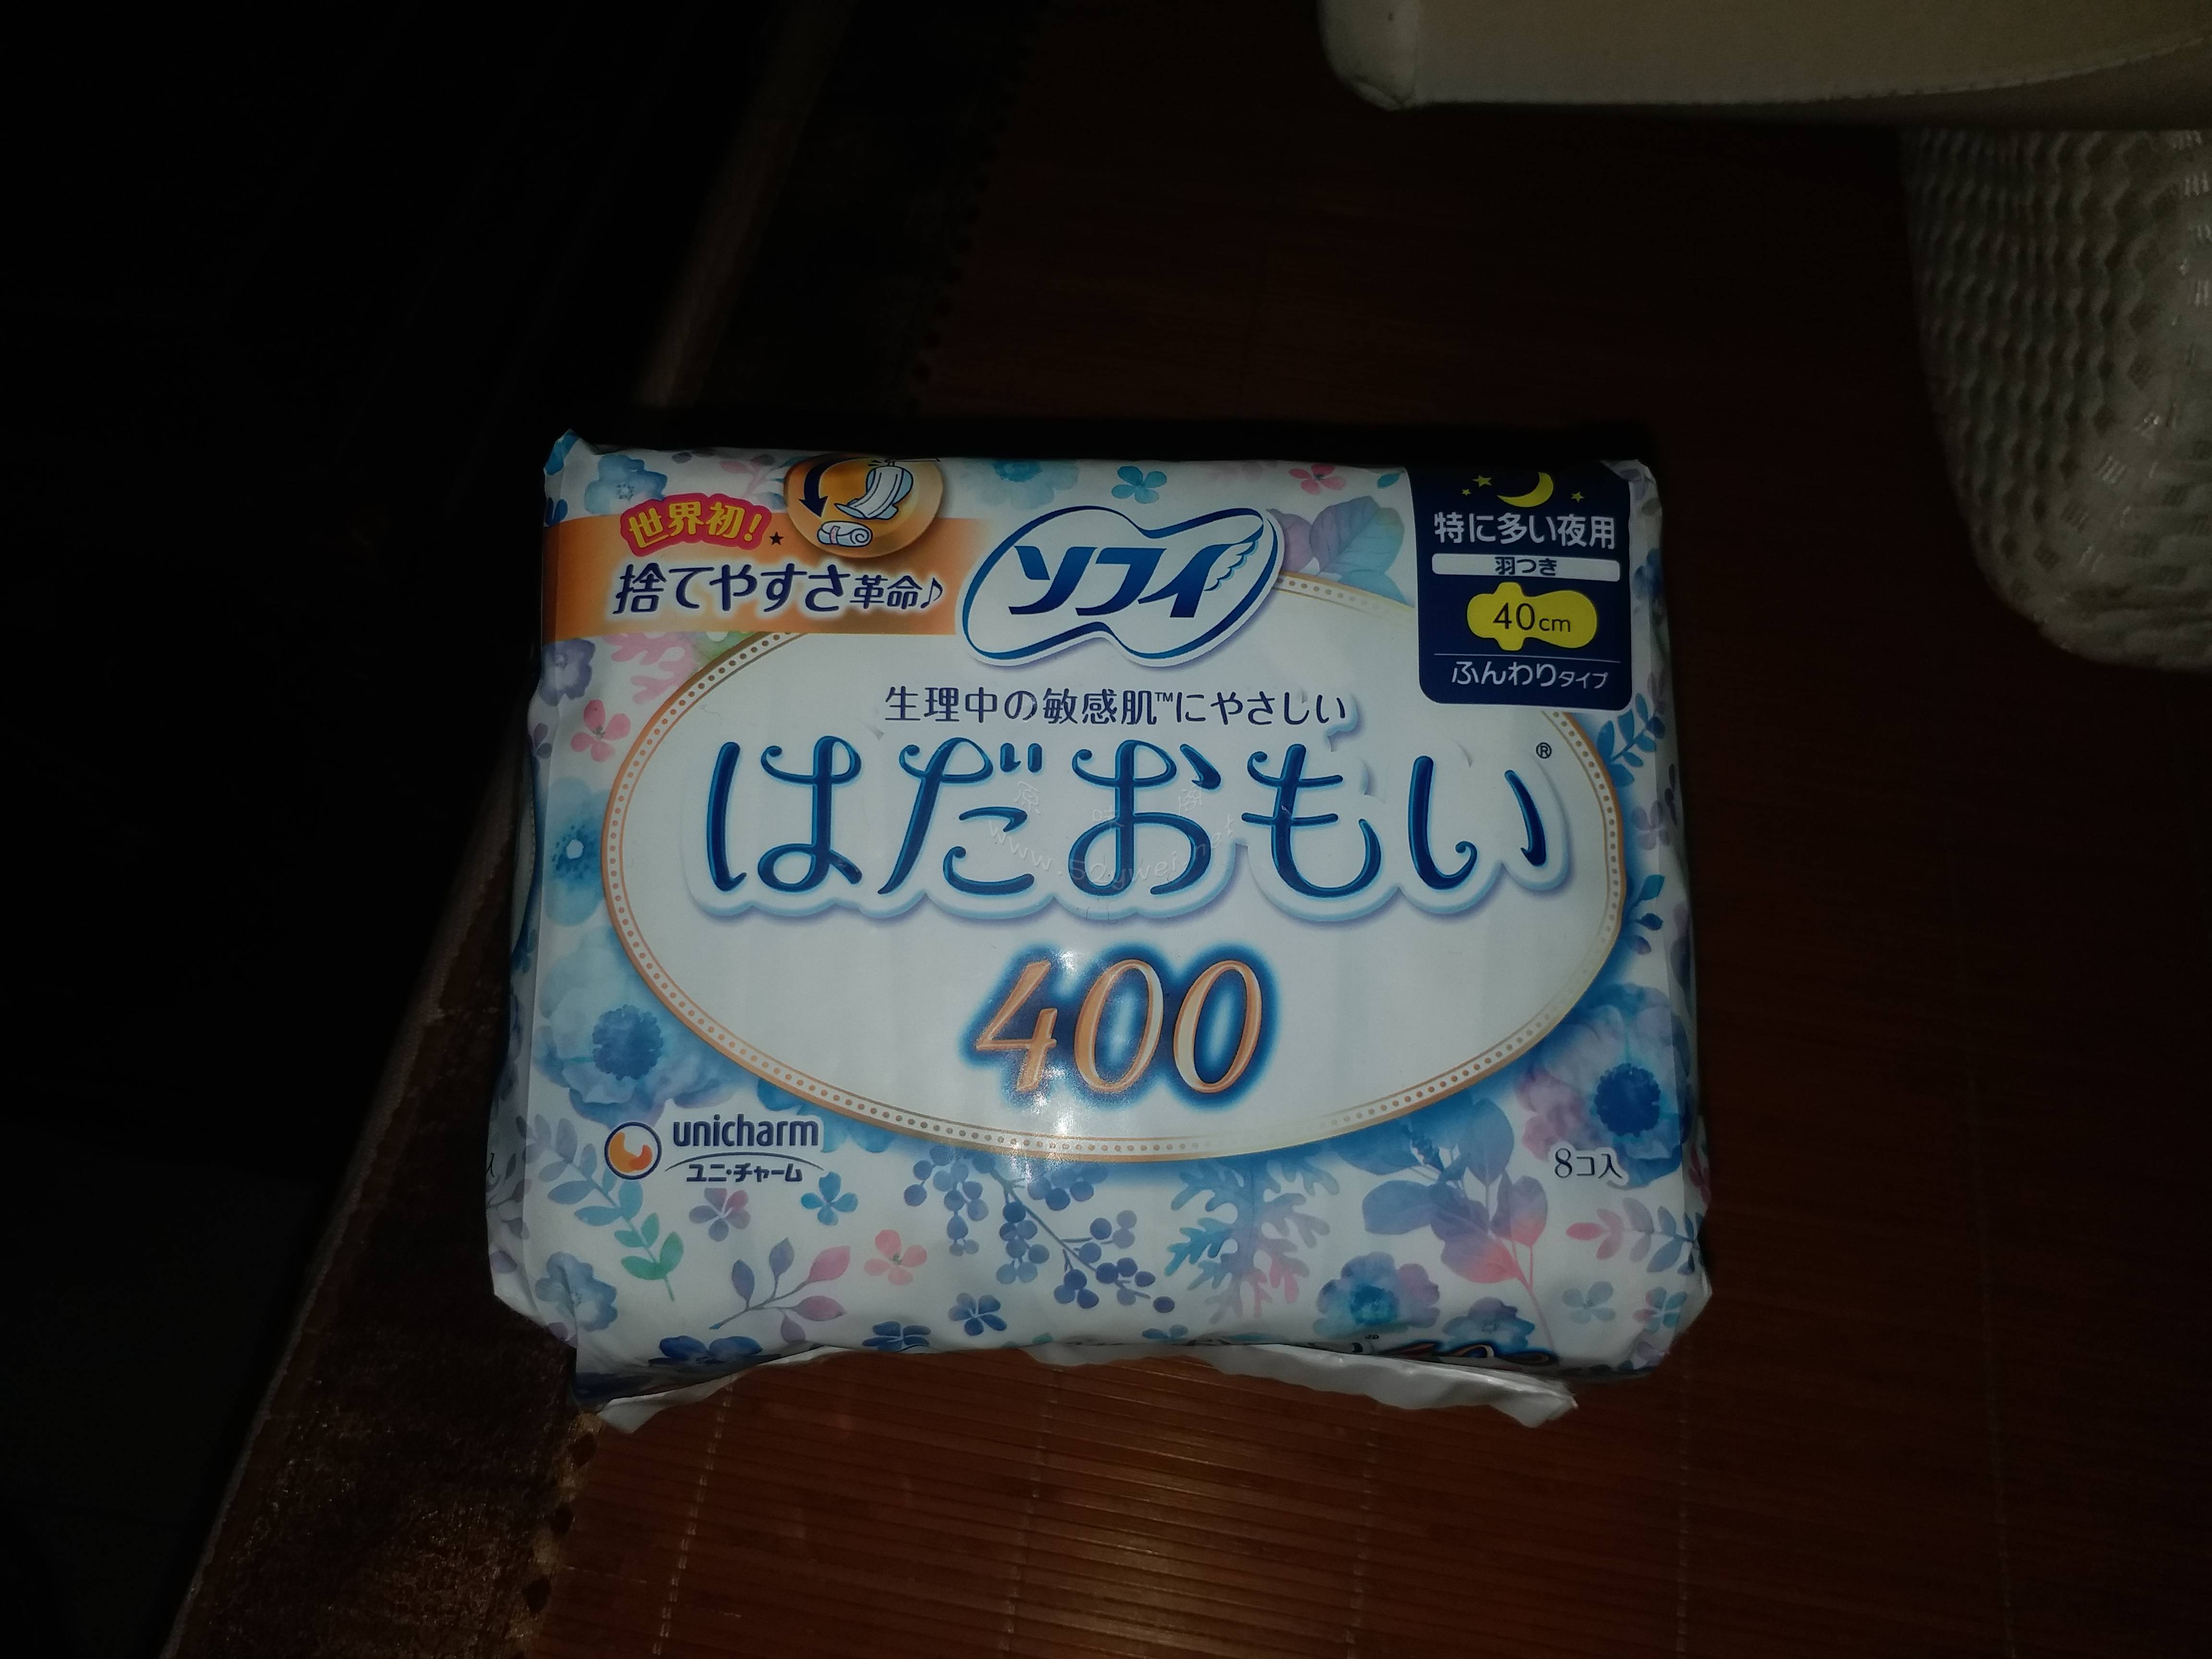 世界初!
捨てやすさ革命♪
ソフィ
特に多い夜用
羽つき
40cm
ふんわりタイプ
生理中の敏感肌™にやさしい
はだおもい®
www.soywei.net
400
unicharm
ユニ・チャーム
8コ入